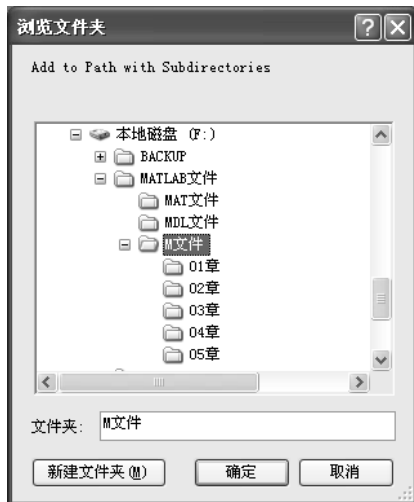 浏览文件夹
Add to Path with Subdirectories
本地磁盘 (F:)
BACKUP
MATLAB文件
MAT文件
MDL文件
M文件
01章
02章
03章
04章
05章
文件夹: M文件
新建文件夹(M) 确定 取消